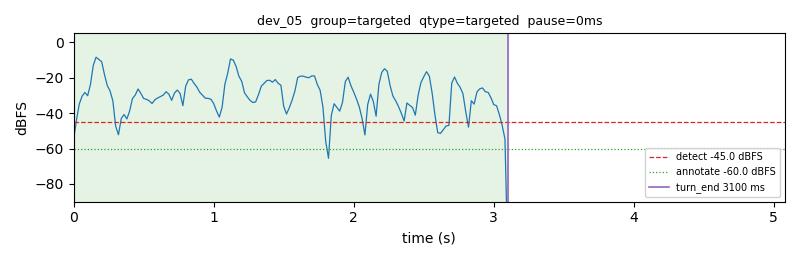 dev_05  group=targeted  qtype=targeted  pause=0ms
dBFS
0
−20
−40
−60
−80
detect -45.0 dBFS
annotate -60.0 dBFS
turn_end 3100 ms
0 1 2 3 4 5
time (s)